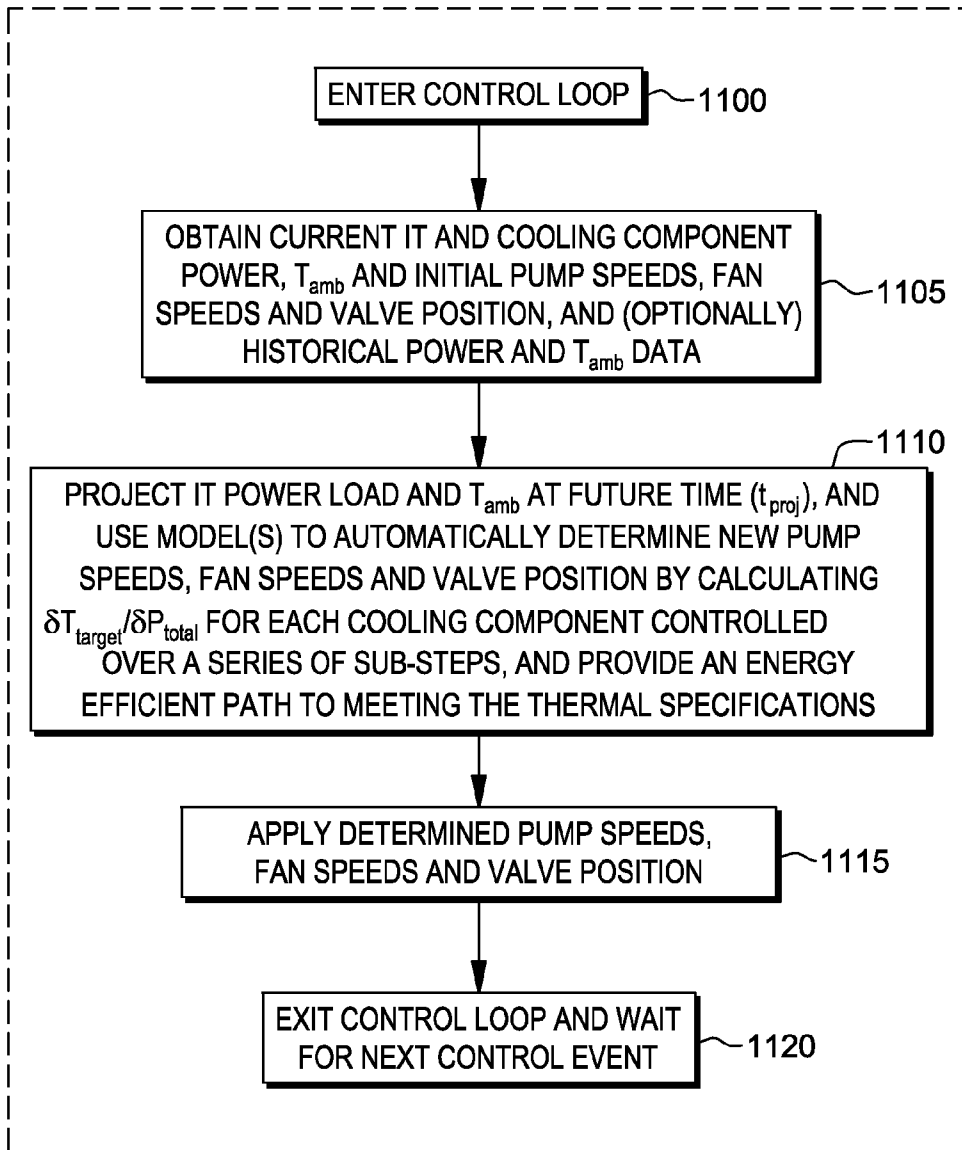 ENTER CONTROL LOOP
1100
OBTAIN CURRENT IT AND COOLING COMPONENT
POWER, Tamb AND INITIAL PUMP SPEEDS, FAN
SPEEDS AND VALVE POSITION, AND (OPTIONALLY)
HISTORICAL POWER AND Tamb DATA
1105
1110
PROJECT IT POWER LOAD AND Tamb AT FUTURE TIME (tproj), AND
USE MODEL(S) TO AUTOMATICALLY DETERMINE NEW PUMP
SPEEDS, FAN SPEEDS AND VALVE POSITION BY CALCULATING
δTtarget/δPtotal FOR EACH COOLING COMPONENT CONTROLLED
OVER A SERIES OF SUB-STEPS, AND PROVIDE AN ENERGY
EFFICIENT PATH TO MEETING THE THERMAL SPECIFICATIONS
APPLY DETERMINED PUMP SPEEDS,
FAN SPEEDS AND VALVE POSITION
1115
EXIT CONTROL LOOP AND WAIT
FOR NEXT CONTROL EVENT
1120